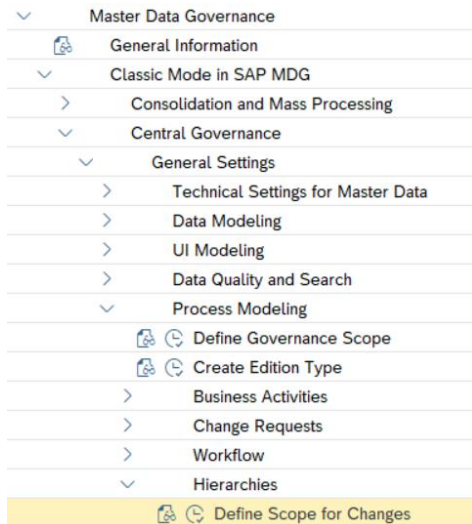 Master Data Governance
General Information
Classic Mode in SAP MDG
Consolidation and Mass Processing
Central Governance
General Settings
Technical Settings for Master Data
Data Modeling
UI Modeling
Data Quality and Search
Process Modeling
Define Governance Scope
Create Edition Type
Business Activities
Change Requests
Workflow
Hierarchies
Define Scope for Changes